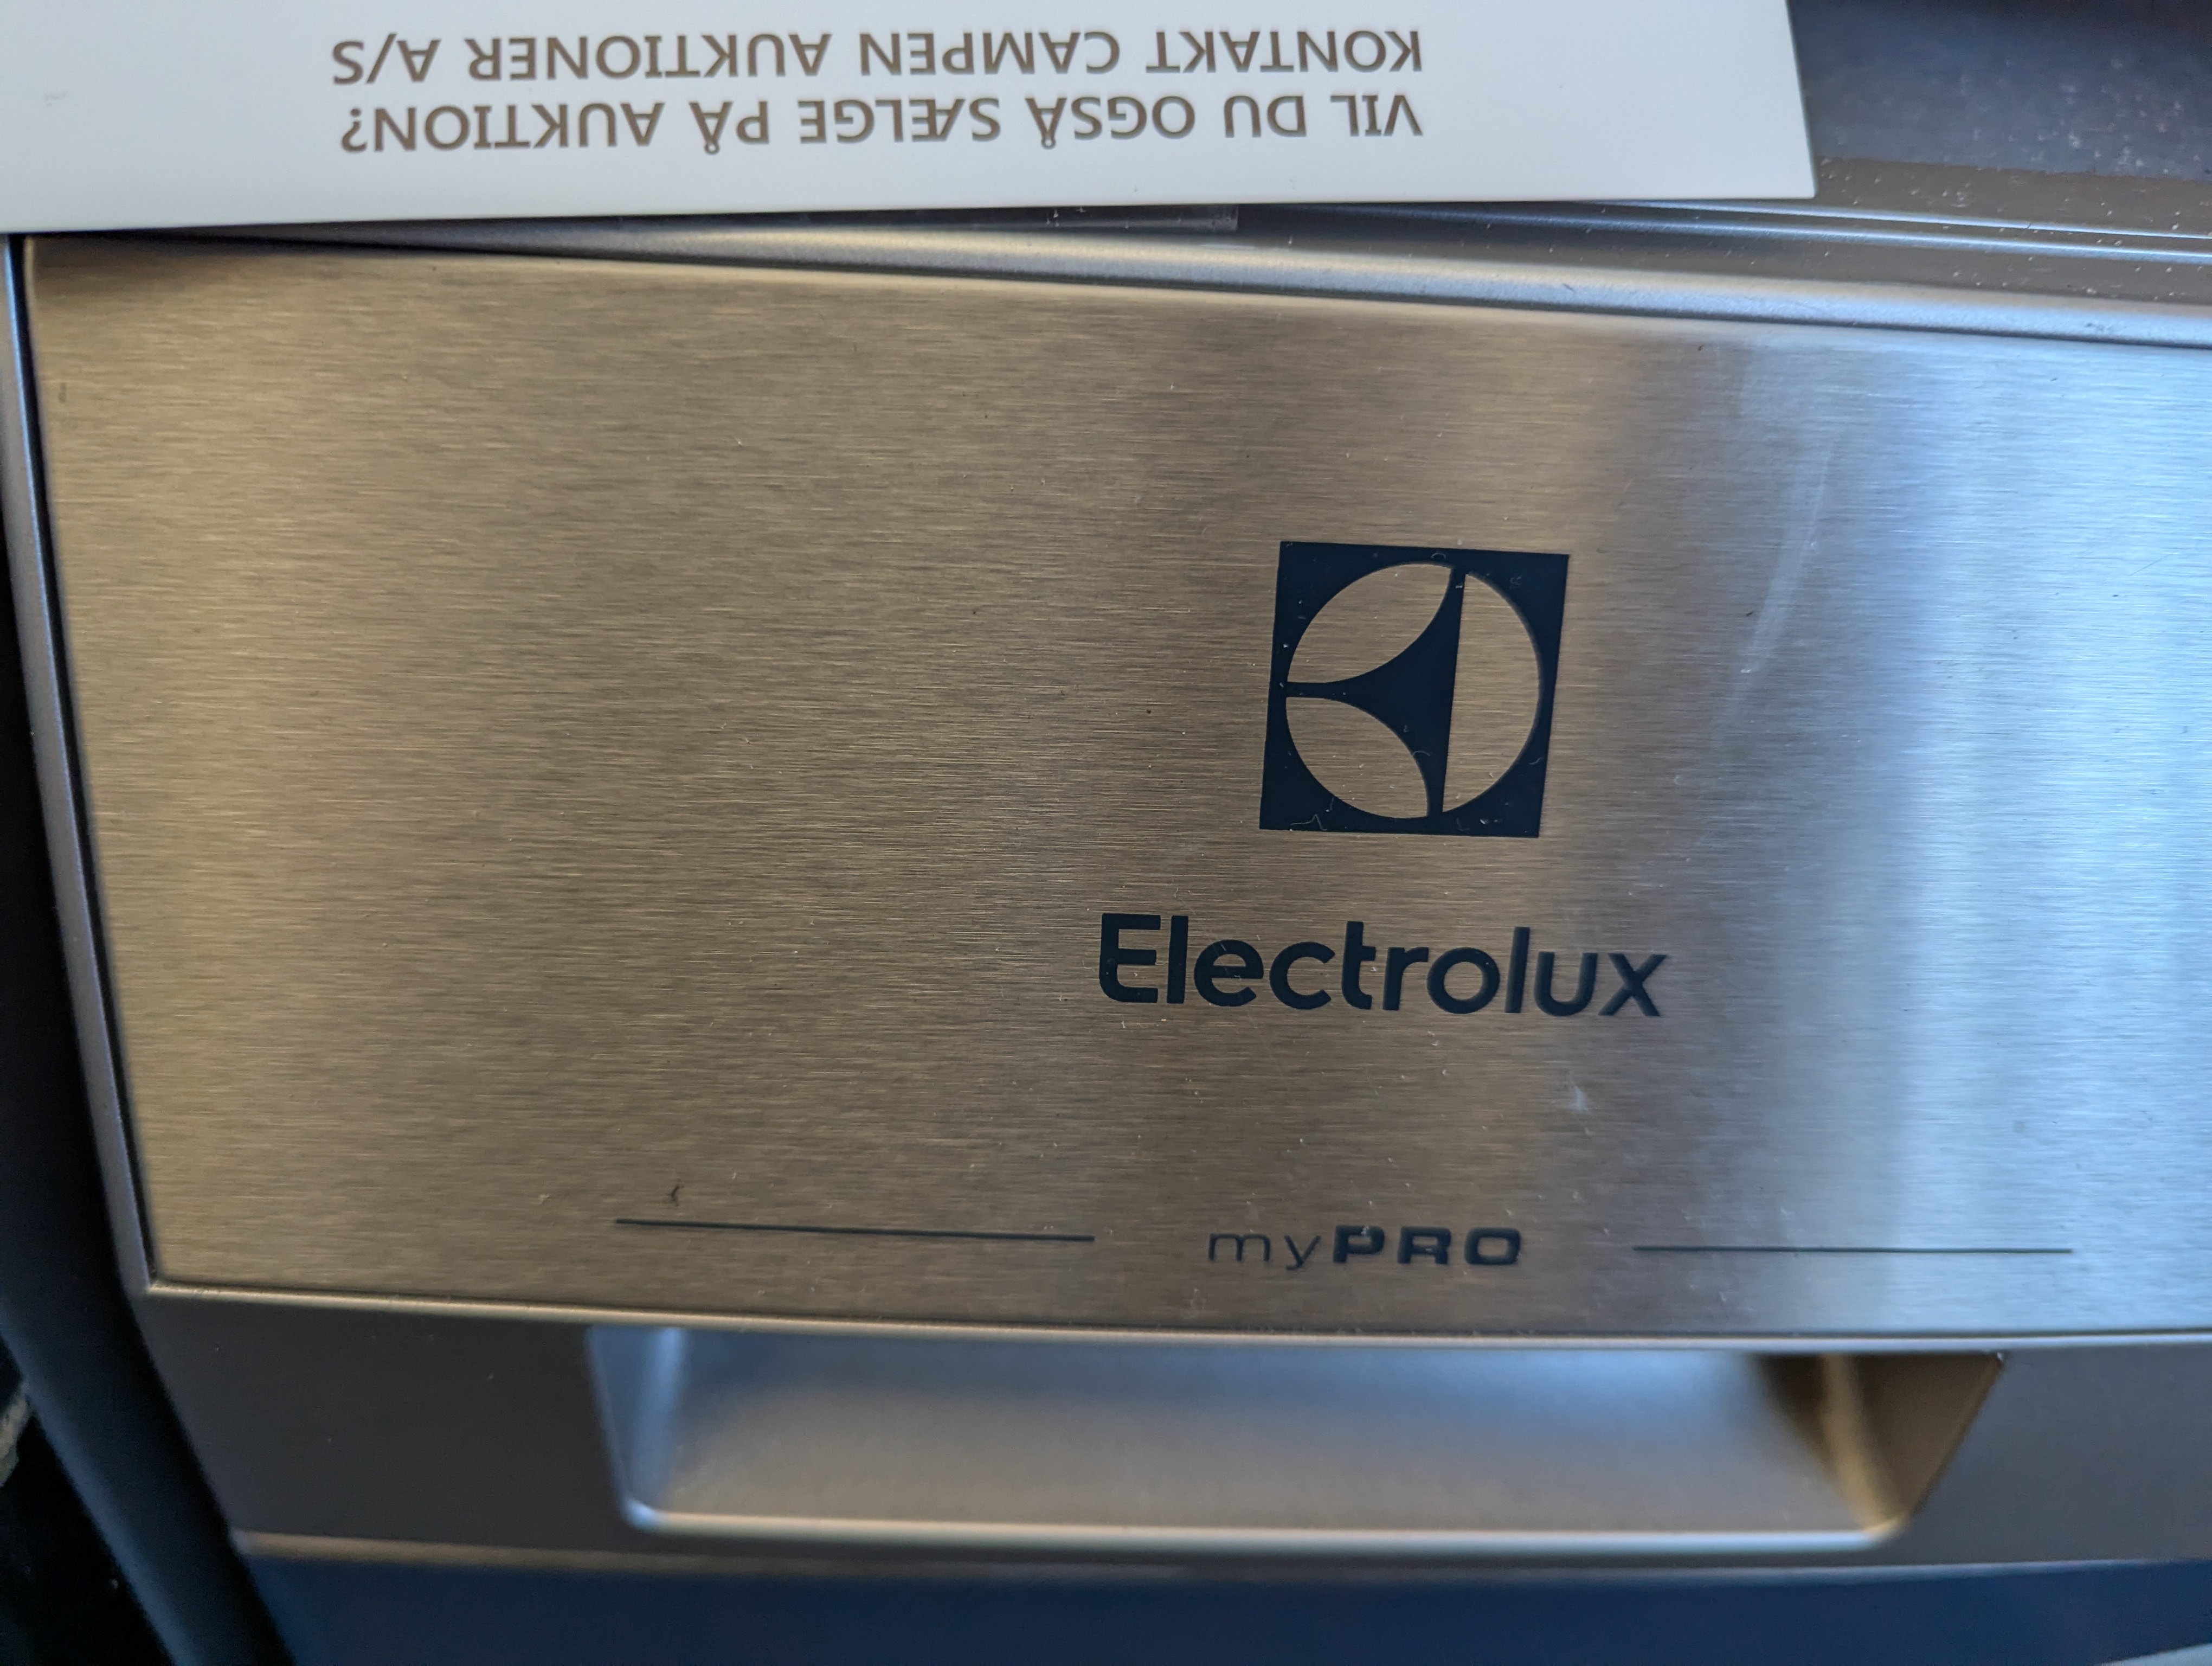 VIL DU OGSÅ SÆLGE PÅ AUKTION?
KONTAKT CAMPEN AUKTIONER A/S
Electrolux
myPRO